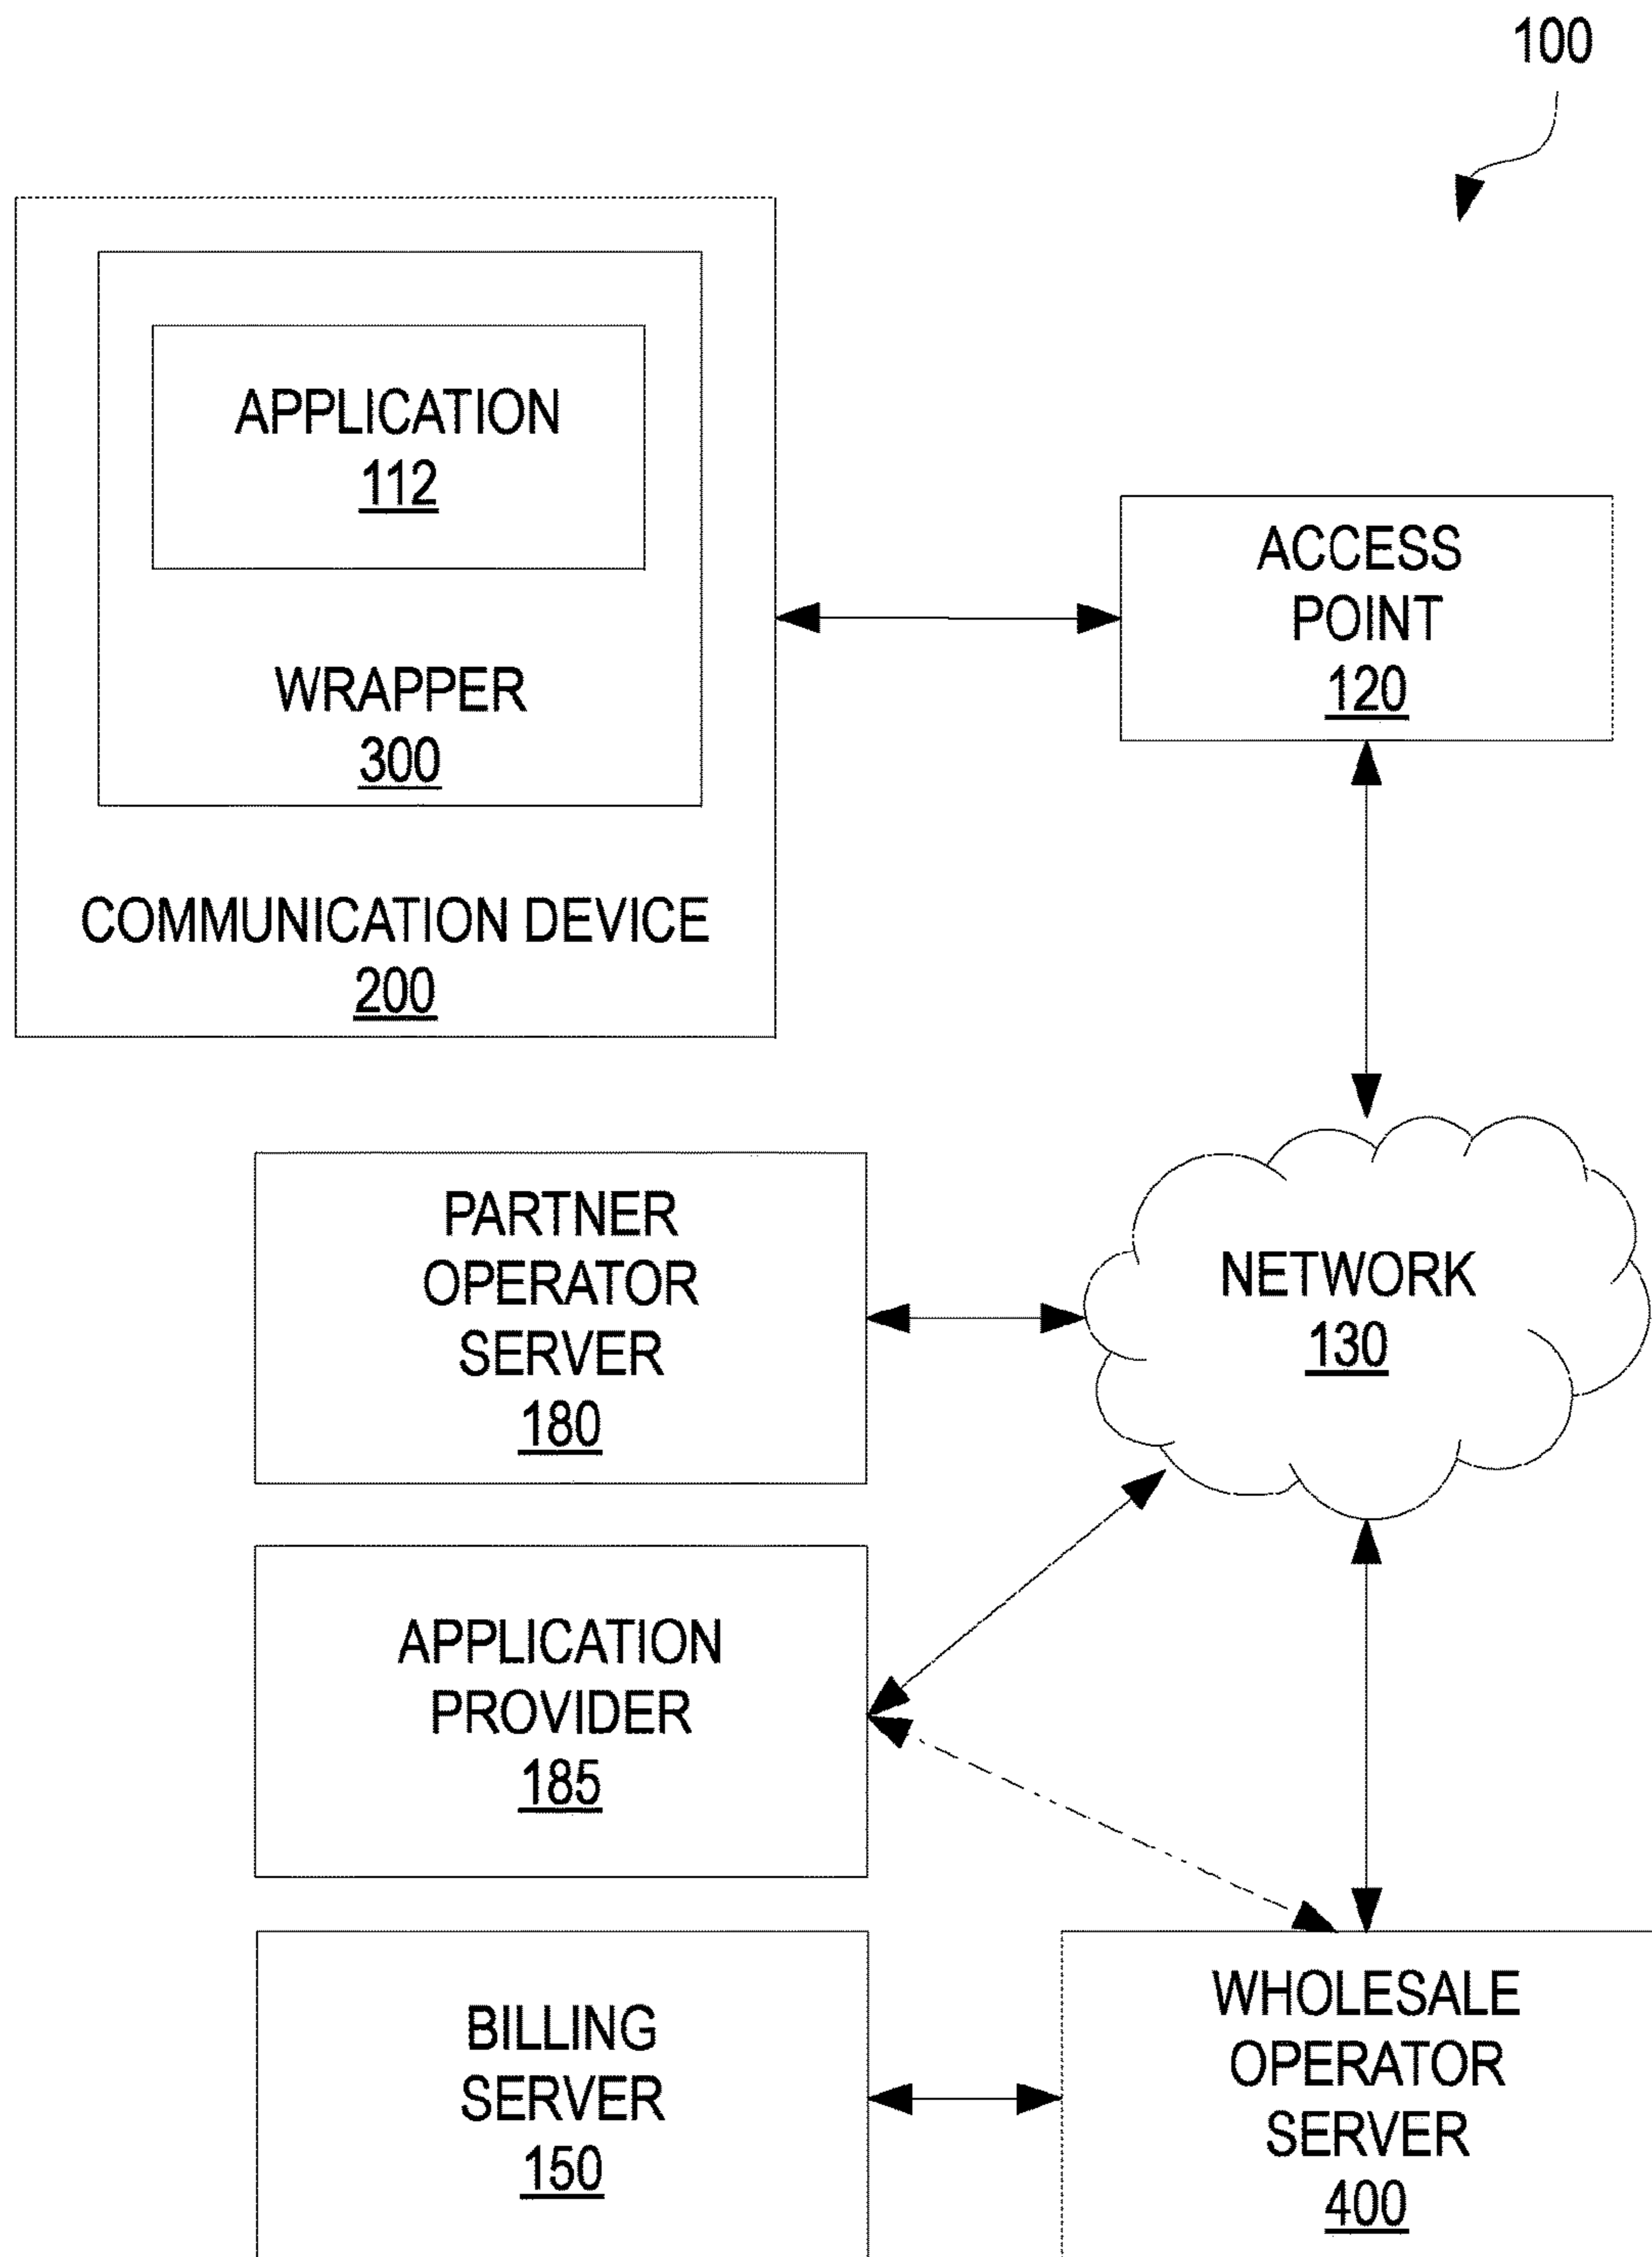 100
APPLICATION
112
WRAPPER
300
COMMUNICATION DEVICE
200
ACCESS
POINT
120
NETWORK
130
PARTNER
OPERATOR
SERVER
180
APPLICATION
PROVIDER
185
BILLING
SERVER
150
WHOLESALE
OPERATOR
SERVER
400